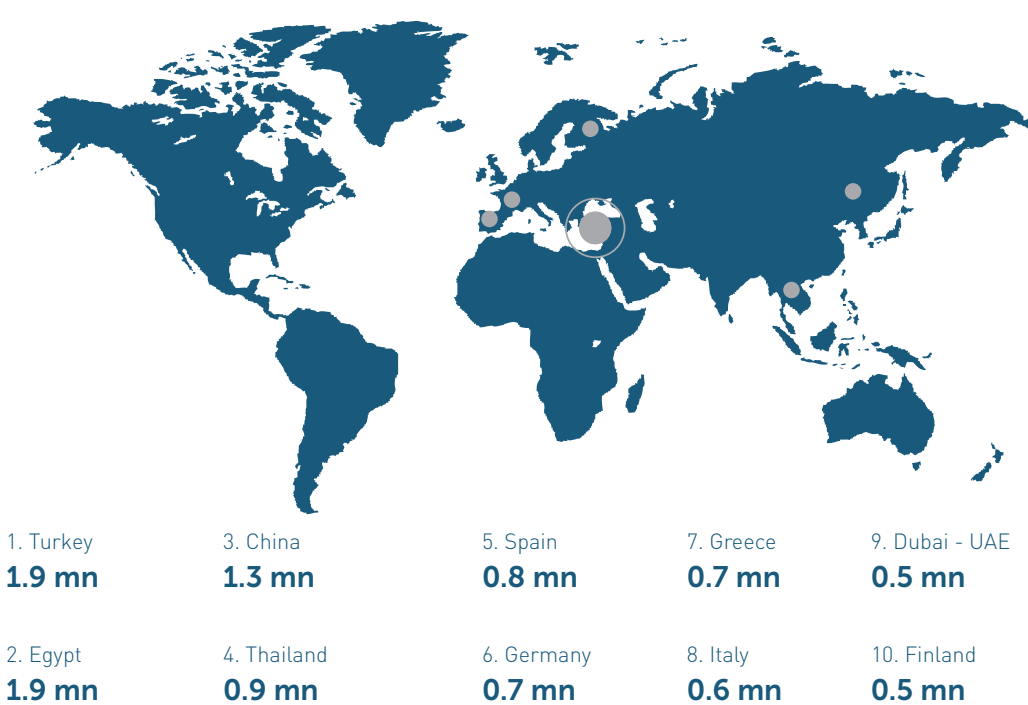 1. Turkey
1.9 mn
2. Egypt
1.9 mn
3. China
1.3 mn
4. Thailand
0.9 mn
5. Spain
0.8 mn
6. Germany
0.7 mn
7. Greece
0.7 mn
8. Italy
0.6 mn
9. Dubai - UAE
0.5 mn
10. Finland
0.5 mn